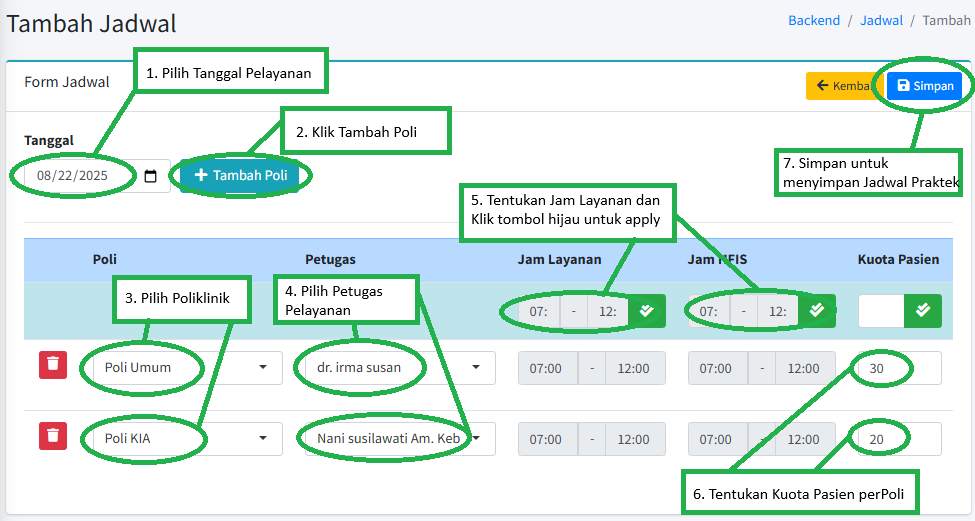 Tambah Jadwal
Backend / Jadwal / Tambah
1. Pilih Tanggal Pelayanan
Form Jadwal
Simpan
2. Klik Tambah Poli
Tanggal
08/22/2025
+ Tambah Poli
7. Simpan untuk
menyimpan Jadwal Praktek
5. Tentukan Jam Layanan dan
Klik tombol hijau untuk apply
Poli Petugas Jam Layanan Jam HFIS Kuota Pasien
3. Pilih Poliklinik
4. Pilih Petugas
Pelayanan
07: - 12: 07: - 12:
Poli Umum dr. irma susan 07:00 - 12:00 07:00 - 12:00 30
Poli KIA Nani susilawati Am. Keb 07:00 - 12:00 07:00 - 12:00 20
6. Tentukan Kuota Pasien perPoli